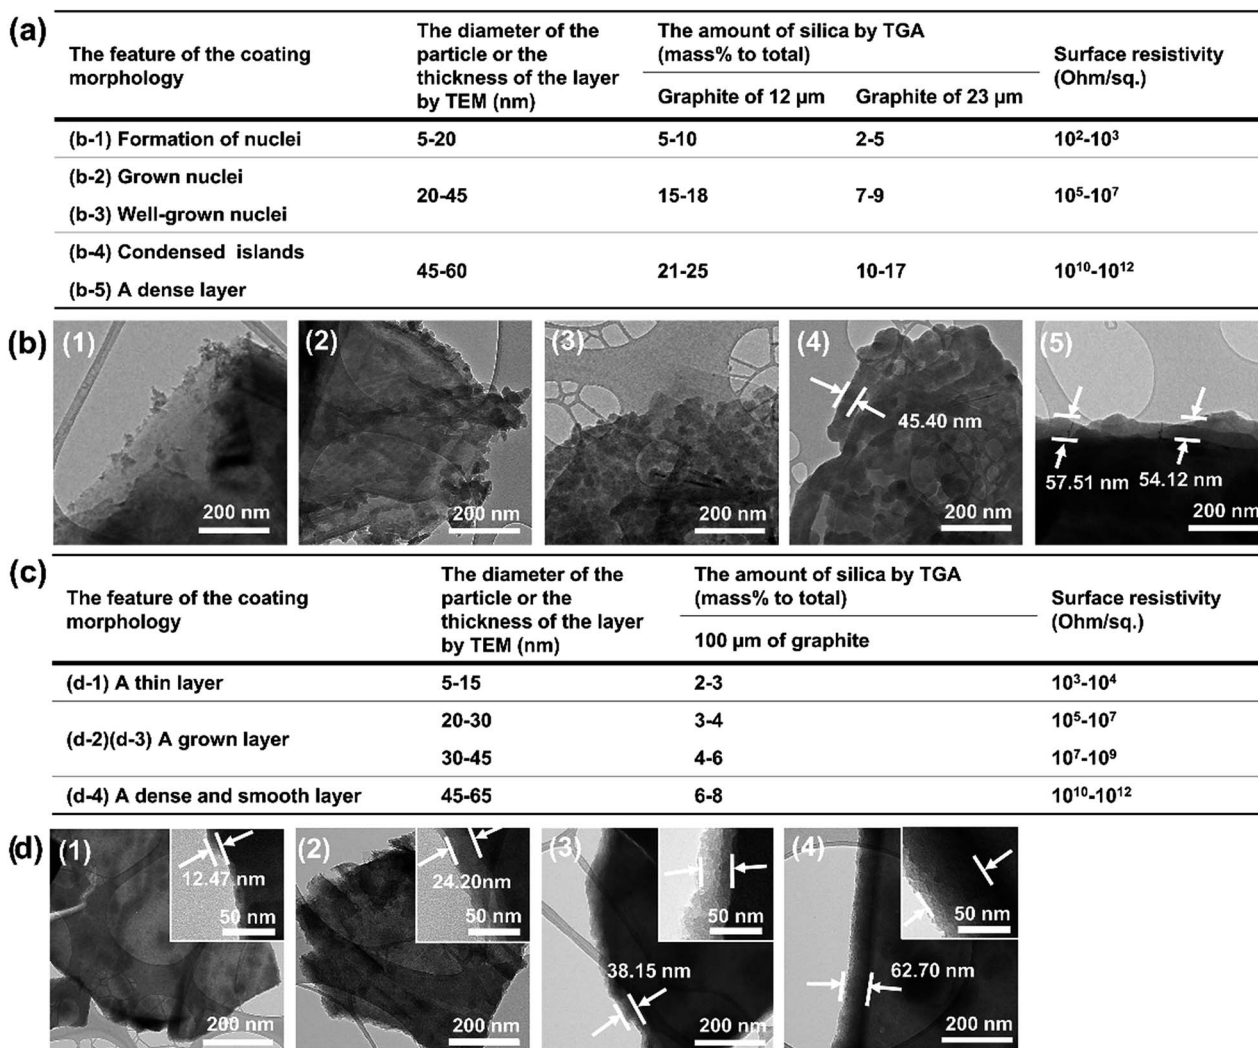 (a)
The feature of the coating
morphology
The diameter of the
particle or the
thickness of the layer
by TEM (nm)
The amount of silica by TGA
(mass% to total)
Graphite of 12 µm
Graphite of 23 µm
Surface resistivity
(Ohm/sq.)
(b-1) Formation of nuclei
5-20
5-10
2-5
10²-10³
(b-2) Grown nuclei
(b-3) Well-grown nuclei
20-45
15-18
7-9
10⁵-10⁷
(b-4) Condensed islands
(b-5) A dense layer
45-60
21-25
10-17
10¹⁰-10¹²
(b)
(1)
200 nm
(2)
200 nm
(3)
200 nm
(4)
45.40 nm
200 nm
(5)
57.51 nm
54.12 nm
200 nm
(c)
The feature of the coating
morphology
The diameter of the
particle or the
thickness of the layer
by TEM (nm)
The amount of silica by TGA
(mass% to total)
100 µm of graphite
Surface resistivity
(Ohm/sq.)
(d-1) A thin layer
5-15
2-3
10³-10⁴
(d-2)(d-3) A grown layer
20-30
3-4
10⁵-10⁷
30-45
4-6
10⁷-10⁹
(d-4) A dense and smooth layer
45-65
6-8
10¹⁰-10¹²
(d)
(1)
12.47 nm
50 nm
200 nm
(2)
24.20nm
50 nm
200 nm
(3)
50 nm
38.15 nm
200 nm
(4)
50 nm
62.70 nm
200 nm